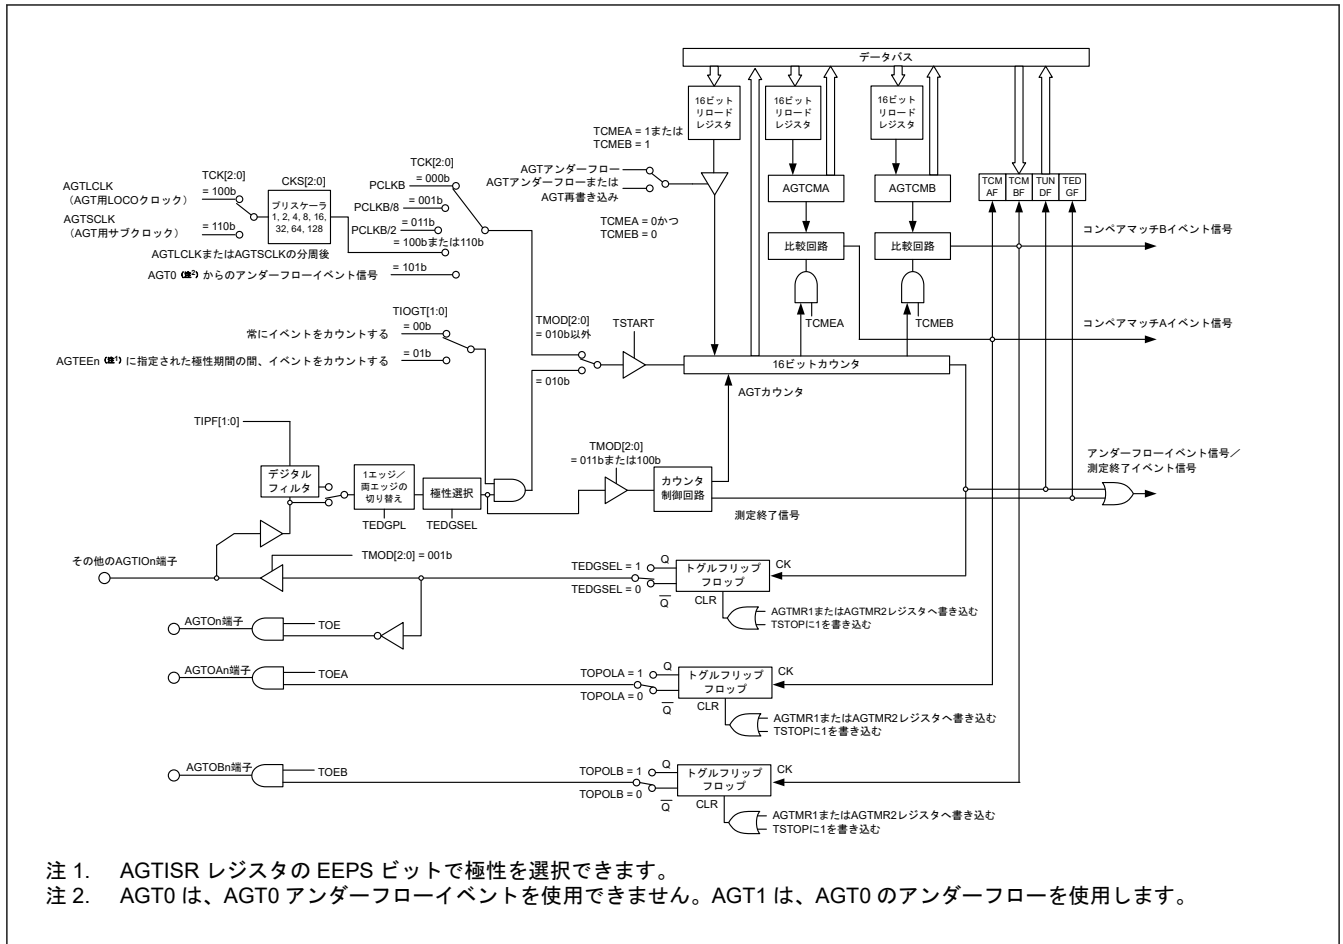 データバス
16ビット
リロード
レジスタ
16ビット
リロード
レジスタ
16ビット
リロード
レジスタ
TCMEA = 1または
TCMEB = 1
AGTアンダーフロー
AGTアンダーフローまたは
AGT再書き込み
TCMEA = 0かつ
TCMEB = 0
AGTCMA
AGTCMB
TCM
AF
TCM
BF
TUN
DF
TED
GF
比較回路
比較回路
TCMEA
TCMEB
コンペアマッチBイベント信号
コンペアマッチAイベント信号
TCK[2:0]
AGTLCLK
(AGT用LOCOクロック)
= 100b
AGTSCLK
(AGT用サブクロック)
= 110b
CKS[2:0]
プリスケーラ
1, 2, 4, 8, 16,
32, 64, 128
TCK[2:0]
PCLKB
= 000b
PCLKB/8
= 001b
PCLKB/2
= 011b
= 100bまたは110b
AGTLCLKまたはAGTSCLKの分周後
AGT0 (注2) からのアンダーフローイベント信号
= 101b
TIOGT[1:0]
常にイベントをカウントする
= 00b
AGTEEn (注1) に指定された極性期間の間、イベントをカウントする
= 01b
TMOD[2:0]
= 010b以外
= 010b
TSTART
16ビットカウンタ
AGTカウンタ
TIPF[1:0]
デジタル
フィルタ
1エッジ/
両エッジの
切り替え
TEDGPL
極性選択
TEDGSEL
TMOD[2:0]
= 011bまたは100b
カウンタ
制御回路
測定終了信号
アンダーフローイベント信号/
測定終了イベント信号
その他のAGTIOn端子
TMOD[2:0] = 001b
TEDGSEL = 1
TEDGSEL = 0
Q
Q
トグルフリップ
フロップ
CK
CLR
AGTMR1またはAGTMR2レジスタへ書き込む
TSTOPに1を書き込む
AGTOn端子
TOE
AGTOAn端子
TOEA
TOPOLA = 1
TOPOLA = 0
Q
Q
トグルフリップ
フロップ
CK
CLR
AGTMR1またはAGTMR2レジスタへ書き込む
TSTOPに1を書き込む
AGTOBn端子
TOEB
TOPOLB = 1
TOPOLB = 0
Q
Q
トグルフリップ
フロップ
CK
CLR
AGTMR1またはAGTMR2レジスタへ書き込む
TSTOPに1を書き込む
注 1. AGTISR レジスタの EEPS ビットで極性を選択できます。
注 2. AGT0 は、AGT0 アンダーフローイベントを使用できません。AGT1 は、AGT0 のアンダーフローを使用します。